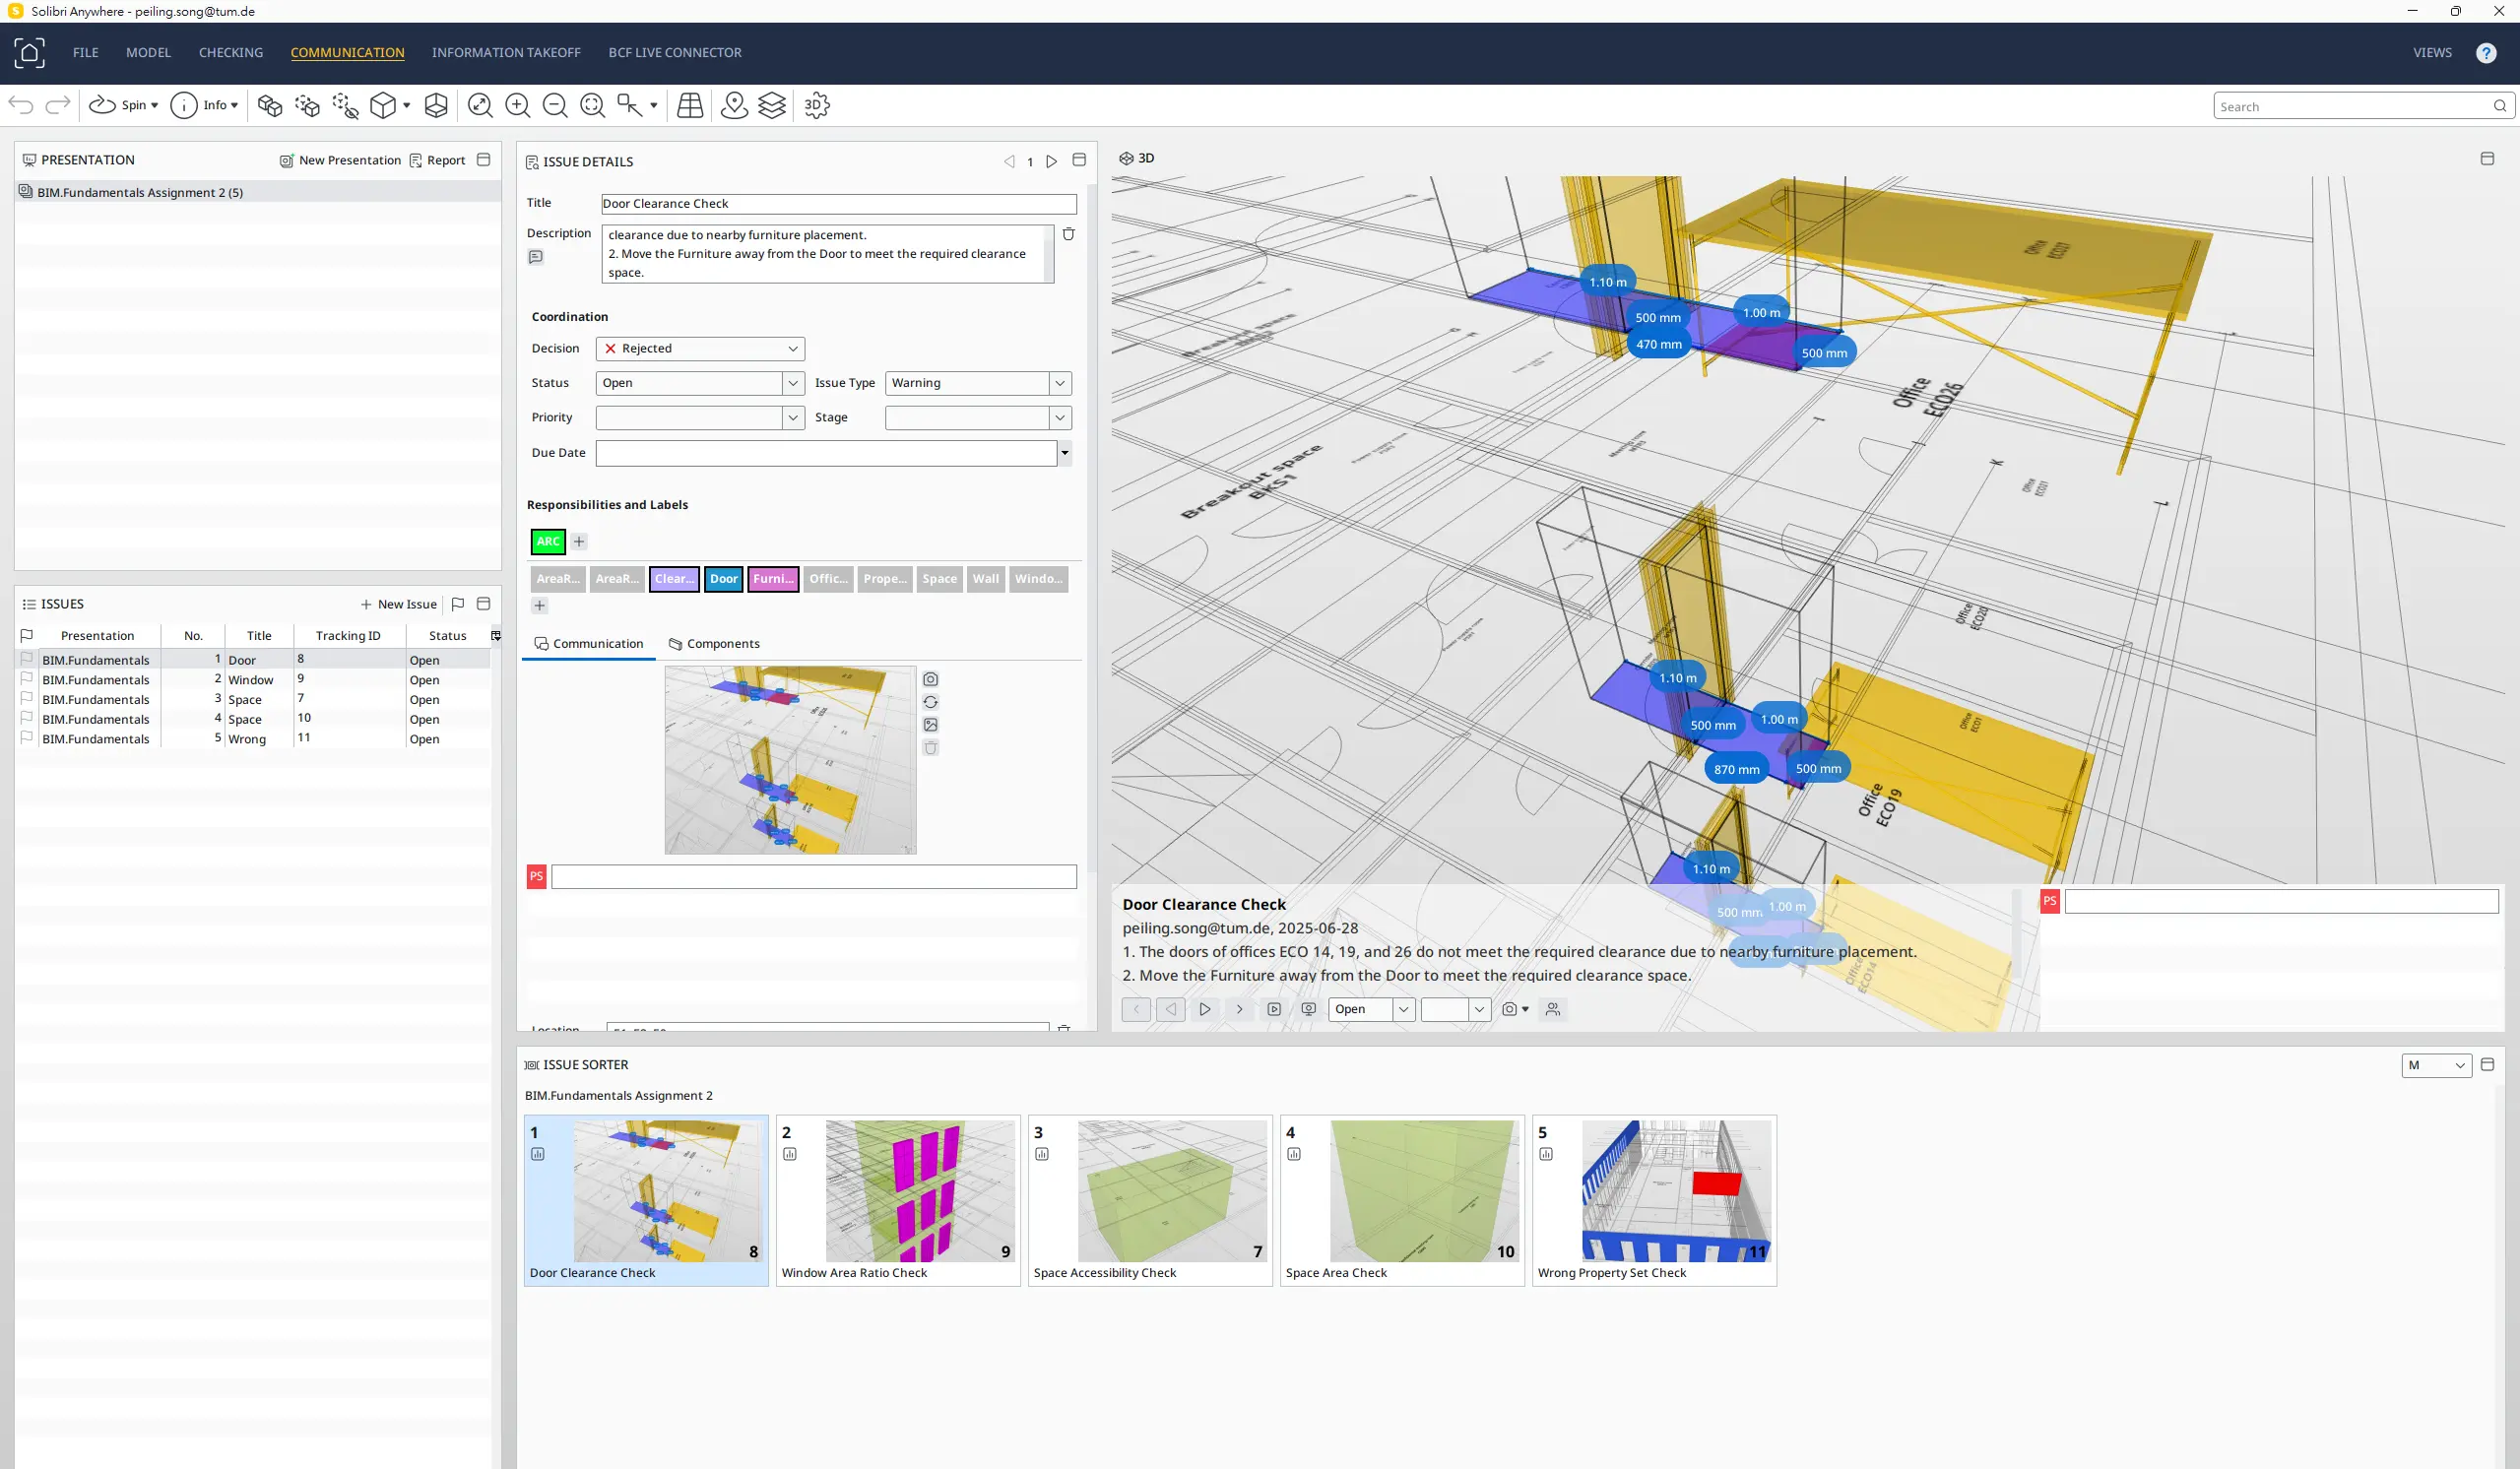 Solibri Anywhere - peiling.song@tum.de
FILE MODEL CHECKING COMMUNICATION INFORMATION TAKEOFF BCF LIVE CONNECTOR VIEWS ?
Spin Info 3D Search
PRESENTATION New Presentation Report
BIM.Fundamentals Assignment 2 (5)
ISSUES New Issue
Presentation No. Title Tracking ID Status
BIM.Fundamentals 1 Door 8 Open
BIM.Fundamentals 2 Window 9 Open
BIM.Fundamentals 3 Space 7 Open
BIM.Fundamentals 4 Space 10 Open
BIM.Fundamentals 5 Wrong 11 Open
ISSUE DETAILS 1
Title Door Clearance Check
Description clearance due to nearby furniture placement.
2. Move the Furniture away from the Door to meet the required clearance
space.
Coordination
Decision Rejected
Status Open Issue Type Warning
Priority Stage
Due Date
Responsibilities and Labels
ARC
AreaR... AreaR... Clear... Door Furni... Offic... Prope... Space Wall Windo...
Communication Components
PS
Location
3D
1.10 m
500 mm 1.00 m
470 mm 500 mm
Office
ECO26
Breakout space
BKS1
1.10 m
500 mm 1.00 m
870 mm 500 mm
Office
ECO20
Office
ECO19
1.10 m
500 mm 1.00 m
Office
ECO14
Door Clearance Check
peiling.song@tum.de, 2025-06-28
1. The doors of offices ECO 14, 19, and 26 do not meet the required clearance due to nearby furniture placement.
2. Move the Furniture away from the Door to meet the required clearance space.
Open
PS
ISSUE SORTER M
BIM.Fundamentals Assignment 2
1 8 Door Clearance Check
2 9 Window Area Ratio Check
3 7 Space Accessibility Check
4 10 Space Area Check
5 11 Wrong Property Set Check